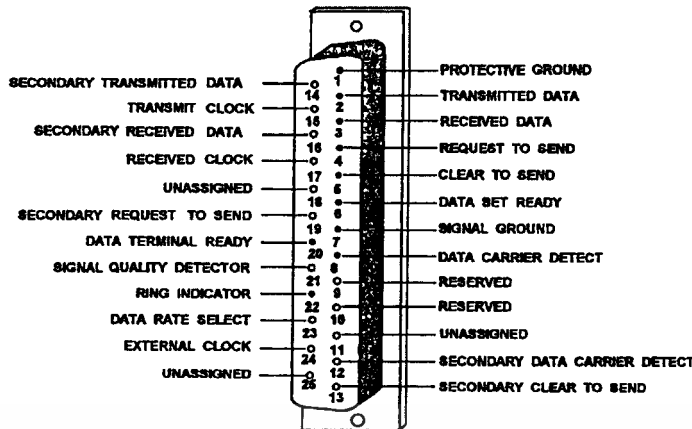 SECONDARY TRANSMITTED DATA
TRANSMIT CLOCK
SECONDARY RECEIVED DATA
RECEIVED CLOCK
UNASSIGNED
SECONDARY REQUEST TO SEND
DATA TERMINAL READY
SIGNAL QUALITY DETECTOR
RING INDICATOR
DATA RATE SELECT
EXTERNAL CLOCK
UNASSIGNED
14
15
16
17
18
19
20
21
22
23
24
25
1
2
3
4
5
6
7
8
9
10
11
12
13
PROTECTIVE GROUND
TRANSMITTED DATA
RECEIVED DATA
REQUEST TO SEND
CLEAR TO SEND
DATA SET READY
SIGNAL GROUND
DATA CARRIER DETECT
RESERVED
RESERVED
UNASSIGNED
SECONDARY DATA CARRIER DETECT
SECONDARY CLEAR TO SEND